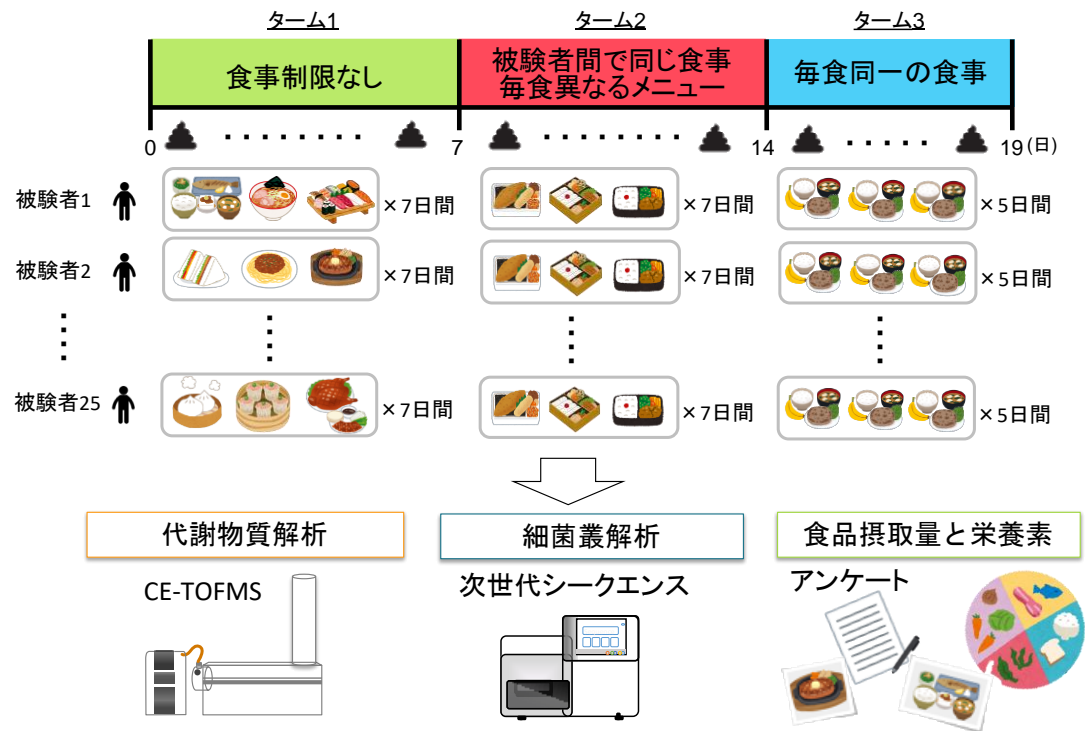 ターム1 ターム2 ターム3
食事制限なし
被験者間で同じ食事
毎食異なるメニュー
毎食同一の食事
0 7 14 19 (日)
被験者1 ×7日間 ×7日間 ×5日間
被験者2 ×7日間 ×7日間 ×5日間
被験者25 ×7日間 ×7日間 ×5日間
代謝物質解析
CE-TOFMS
細菌叢解析
次世代シークエンス
食品摂取量と栄養素
アンケート